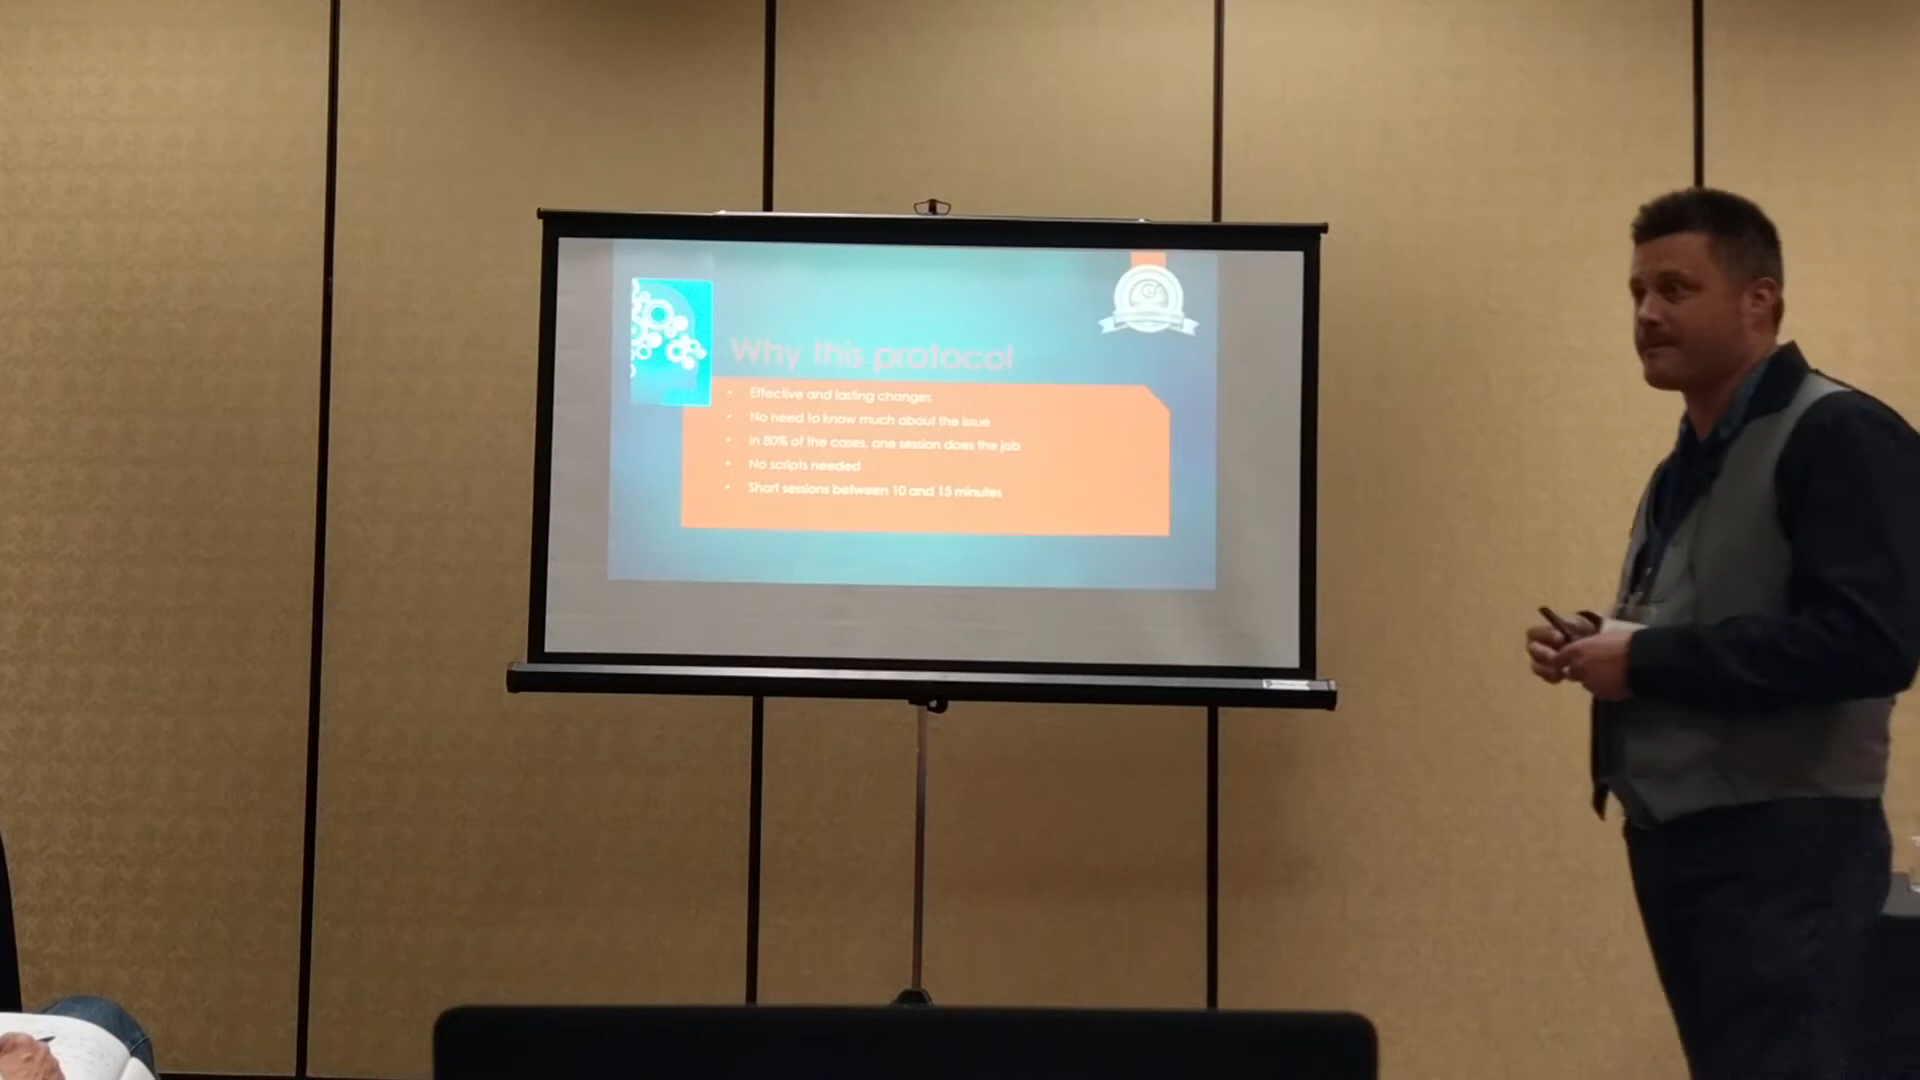 Why this protocol
• Effective and lasting changes
• No need to know much about the issue
• In 80% of the cases, one session does the job
• No scripts needed
• Short sessions between 10 and 15 minutes